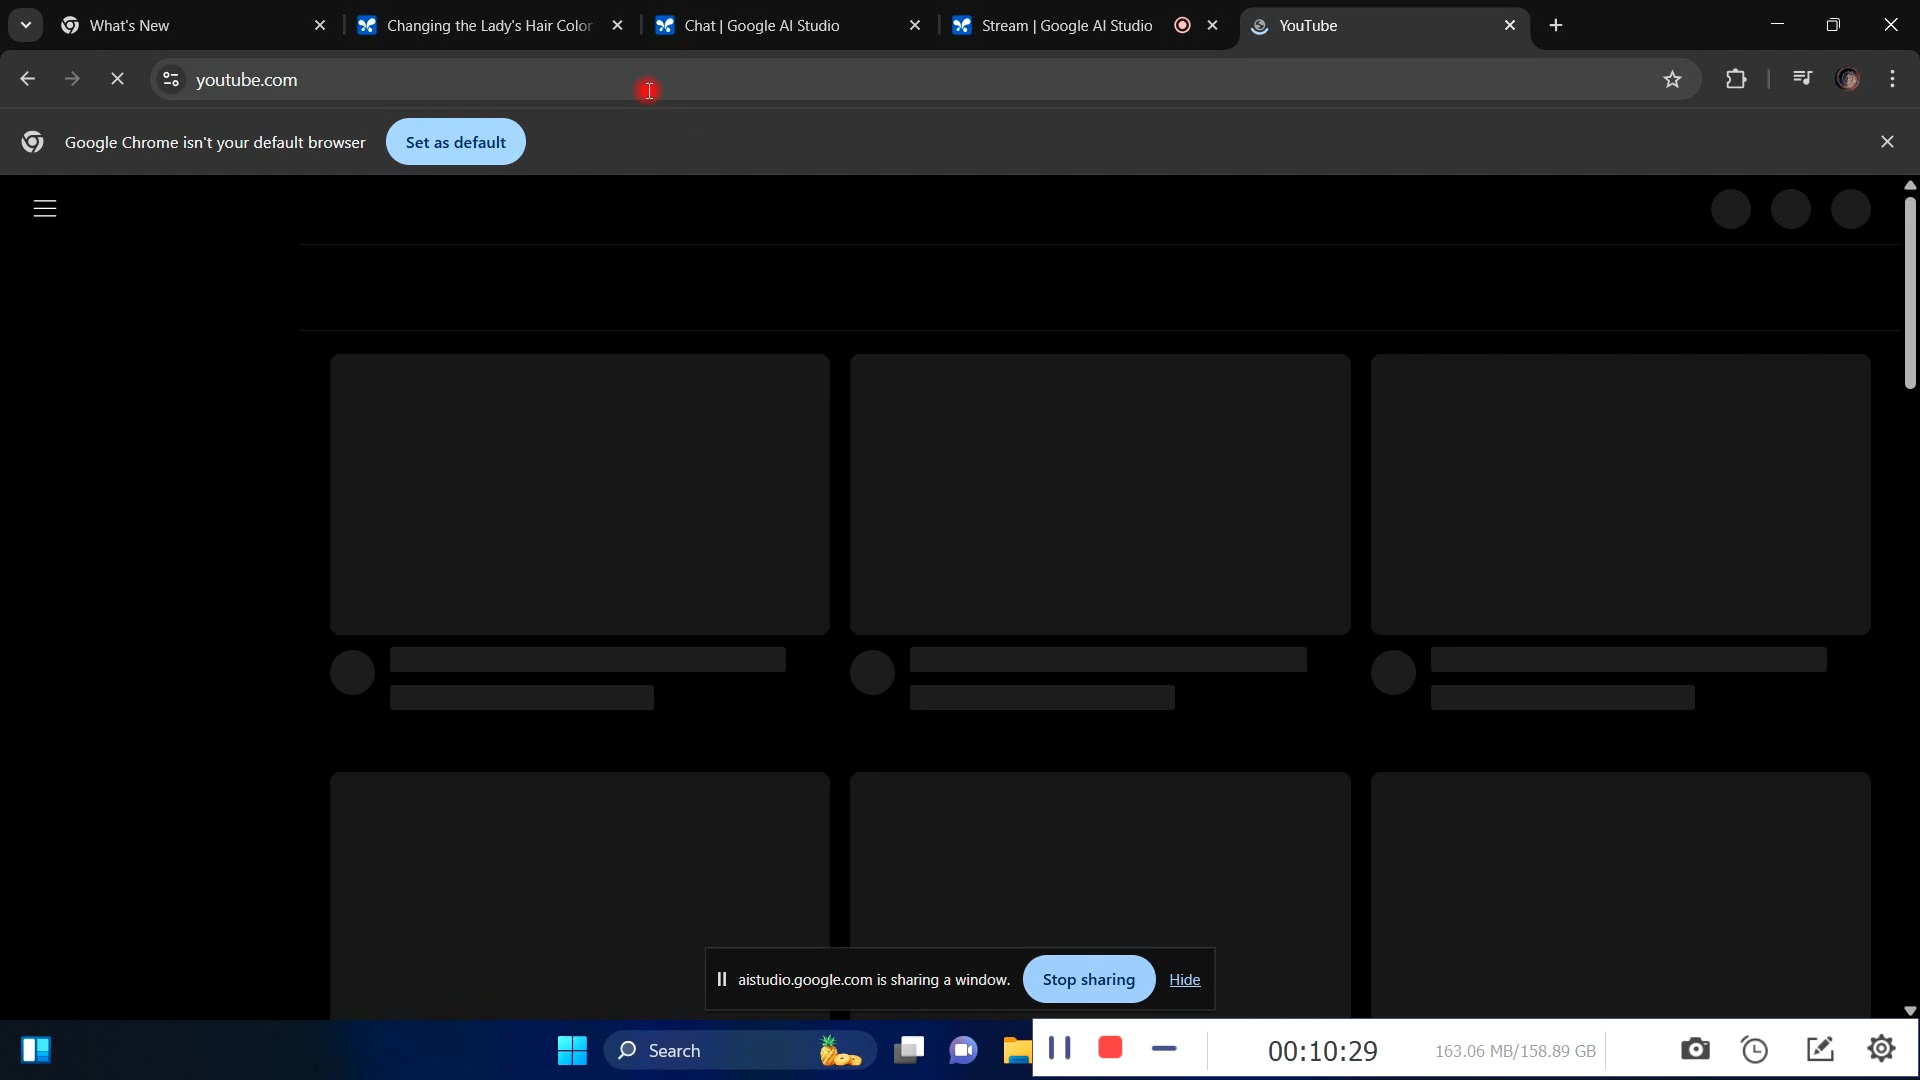 What's New
Changing the Lady's Hair Color
Chat | Google AI Studio
Stream | Google AI Studio
YouTube
youtube.com
Google Chrome isn't your default browser
Set as default
aistudio.google.com is sharing a window.
Stop sharing
Hide
Search
00:10:29
163.06 MB/158.89 GB